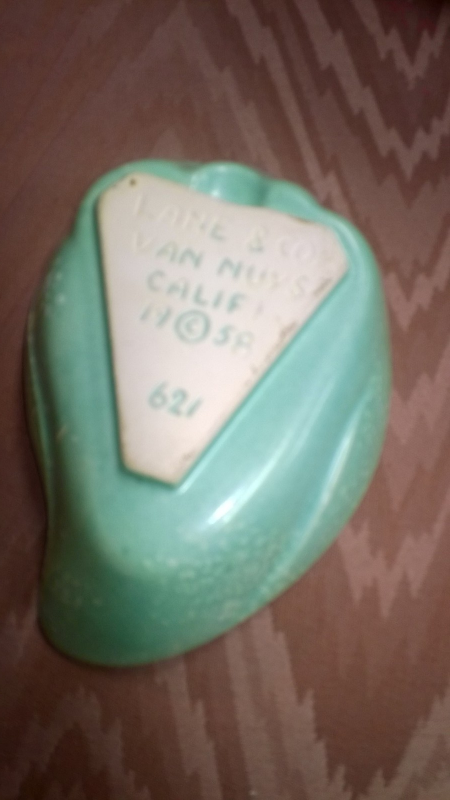 LANE & CO.
VAN NUYS,
CALIF.
19©58
621